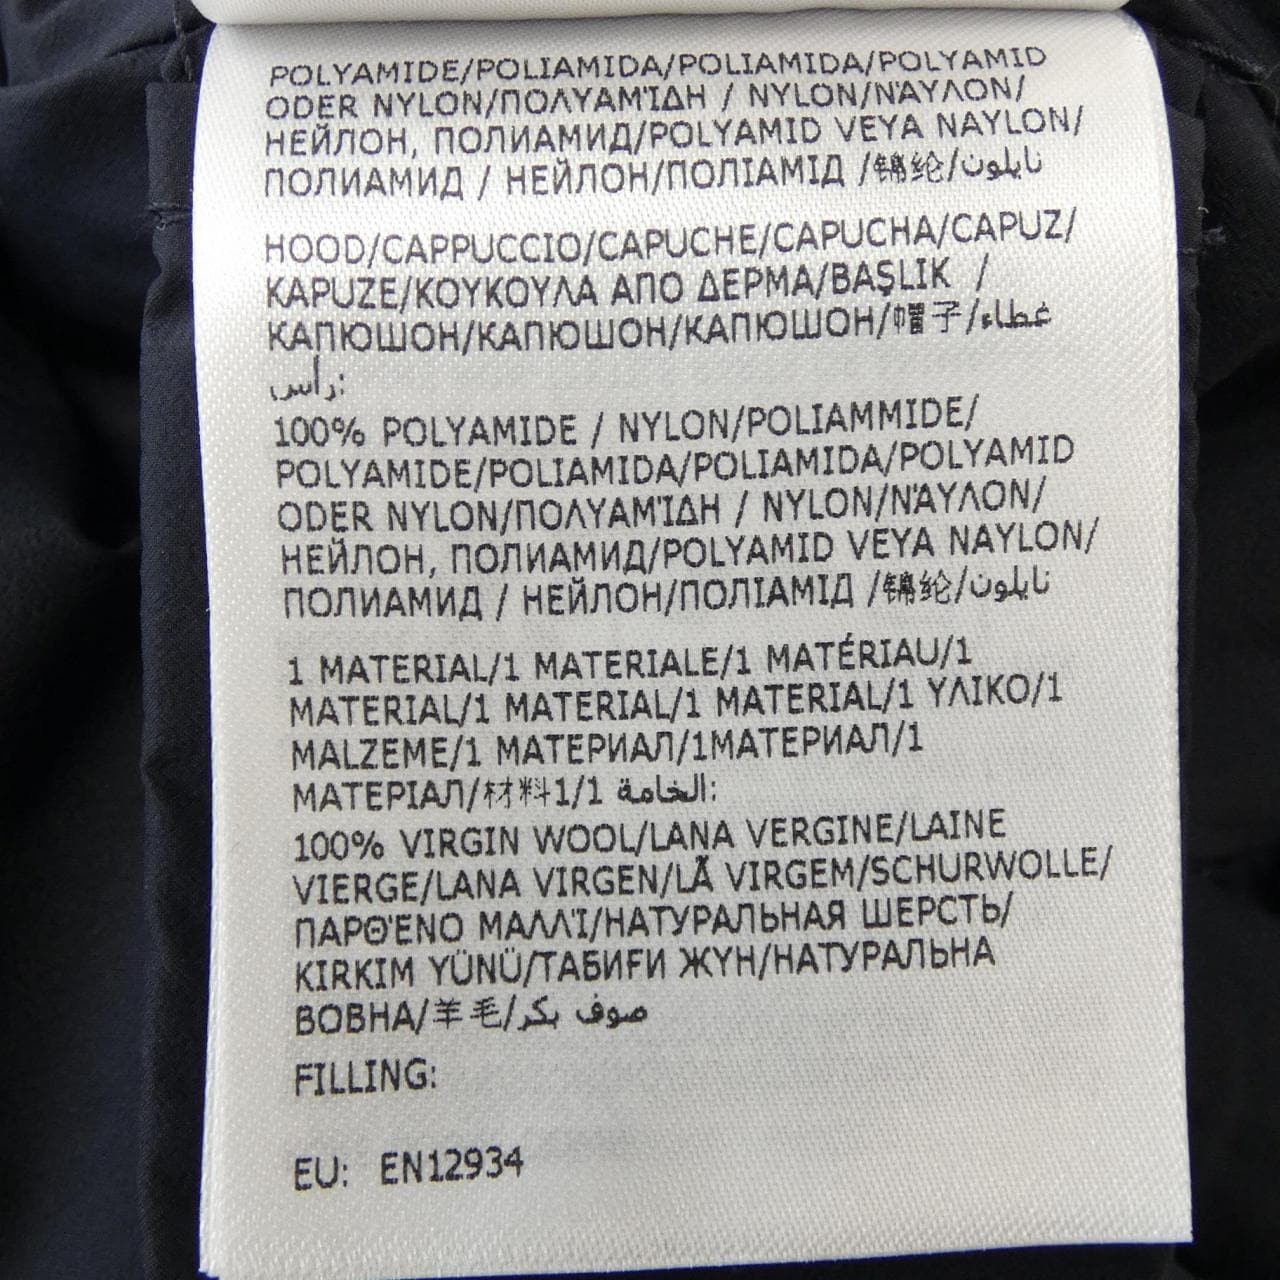 POLYAMIDE/POLIAMIDA/POLIAMIDA/POLYAMID
ODER NYLON/ΠΟΛΥΑΜΊΔΗ / NYLON/ΝΆΥΛΟΝ/
НЕЙЛОН, ПОЛИАМИД/POLYAMID VEYA NAYLON/
ПОЛИАМИД / НЕЙЛОН/ПОЛІАМІД /锦纶/نايلون
HOOD/CAPPUCCIO/CAPUCHE/CAPUCHA/CAPUZ/
KAPUZE/ΚΟΥΚΟΥΛΑ ΑΠΟ ΔΕΡΜΑ/BAŞLIK /
КАПЮШОН/КАПЮШОН/КАПЮШОН/帽子/غطاء
رأس:
100% POLYAMIDE / NYLON/POLIAMMIDE/
POLYAMIDE/POLIAMIDA/POLIAMIDA/POLYAMID
ODER NYLON/ΠΟΛΥΑΜΊΔΗ / NYLON/ΝΆΥΛΟΝ/
НЕЙЛОН, ПОЛИАМИД/POLYAMID VEYA NAYLON/
ПОЛИАМИД / НЕЙЛОН/ПОЛІАМІД /锦纶/نايلون
1 MATERIAL/1 MATERIALE/1 MATÉRIAU/1
MATERIAL/1 MATERIAL/1 MATERIAL/1 ΥΛΙΚΟ/1
MALZEME/1 МАТЕРИАЛ/1МАТЕРИАЛ/1
МАТЕРІАЛ/材料1/1 الخامة:
100% VIRGIN WOOL/LANA VERGINE/LAINE
VIERGE/LANA VIRGEN/LÃ VIRGEM/SCHURWOLLE/
ΠΑΡΘΈΝΟ ΜΑΛΛΊ/НАТУРАЛЬНАЯ ШЕРСТЬ/
KIRKIM YÜNÜ/ТАБИҒИ ЖҮН/НАТУРАЛЬНА
ВОВНА/羊毛/صوف بكر
FILLING:
EU: EN12934